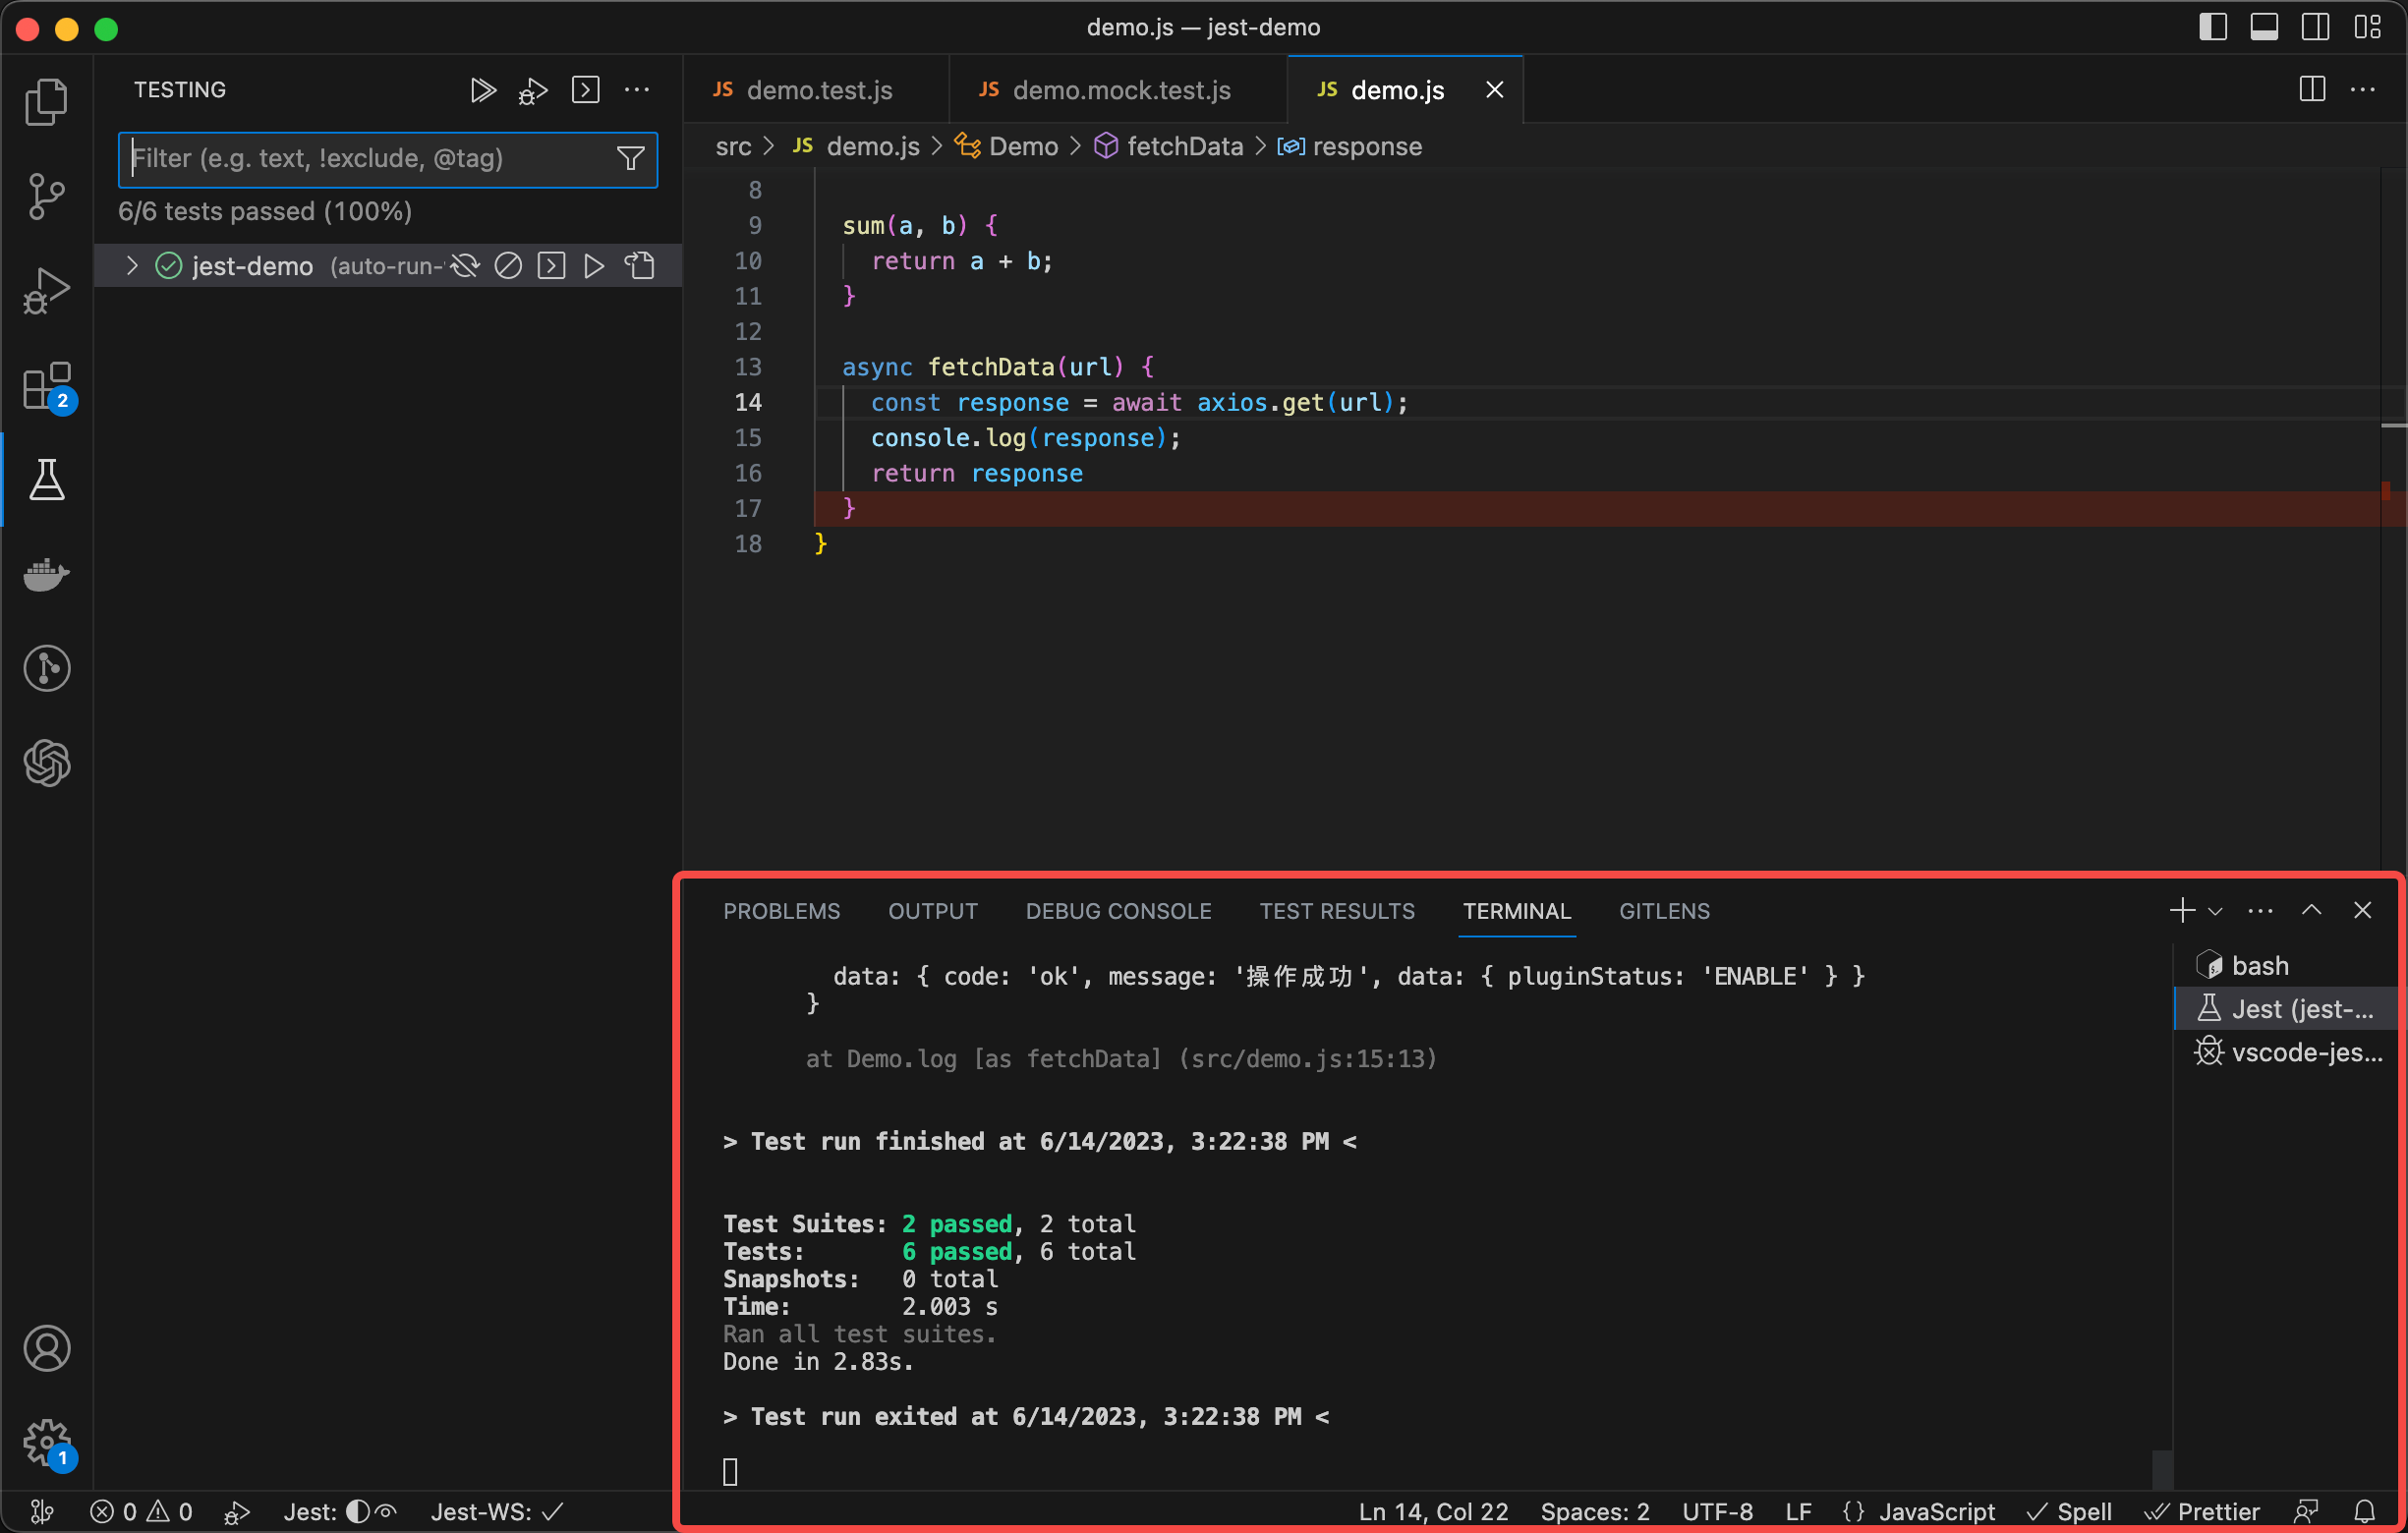 demo.js — jest-demo
TESTING
Filter (e.g. text, !exclude, @tag)
6/6 tests passed (100%)
jest-demo (auto-run-
2
1
JS demo.test.js
JS demo.mock.test.js
JS demo.js
src > JS demo.js > Demo > fetchData > response
8
9 sum(a, b) {
10 return a + b;
11 }
12
13 async fetchData(url) {
14 const response = await axios.get(url);
15 console.log(response);
16 return response
17 }
18 }
PROBLEMS OUTPUT DEBUG CONSOLE TEST RESULTS TERMINAL GITLENS
data: { code: 'ok', message: '操作成功', data: { pluginStatus: 'ENABLE' } }
}
at Demo.log [as fetchData] (src/demo.js:15:13)
> Test run finished at 6/14/2023, 3:22:38 PM <
Test Suites: 2 passed, 2 total
Tests: 6 passed, 6 total
Snapshots: 0 total
Time: 2.003 s
Ran all test suites.
Done in 2.83s.
> Test run exited at 6/14/2023, 3:22:38 PM <
bash
Jest (jest-...
vscode-jes...
0 0 Jest: Jest-WS: ✓ Ln 14, Col 22 Spaces: 2 UTF-8 LF {} JavaScript ✓ Spell Prettier